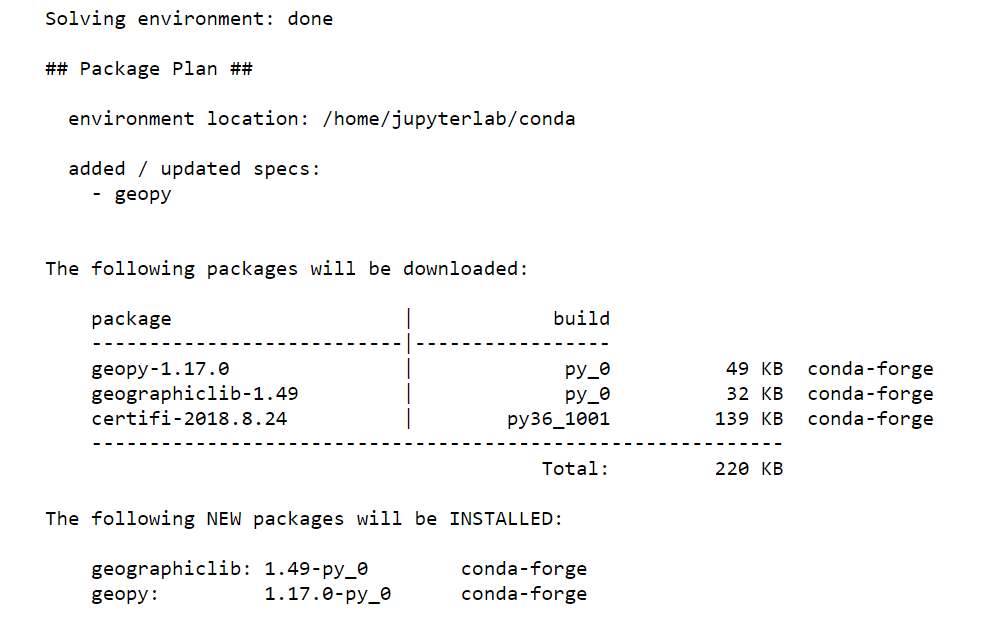 Solving environment: done
## Package Plan ##
environment location: /home/jupyterlab/conda
added / updated specs:
- geopy
The following packages will be downloaded:
package | build
---------------------------|-----------------
geopy-1.17.0 | py_0 49 KB conda-forge
geographiclib-1.49 | py_0 32 KB conda-forge
certifi-2018.8.24 | py36_1001 139 KB conda-forge
------------------------------------------------------------
Total: 220 KB
The following NEW packages will be INSTALLED:
geographiclib: 1.49-py_0 conda-forge
geopy: 1.17.0-py_0 conda-forge